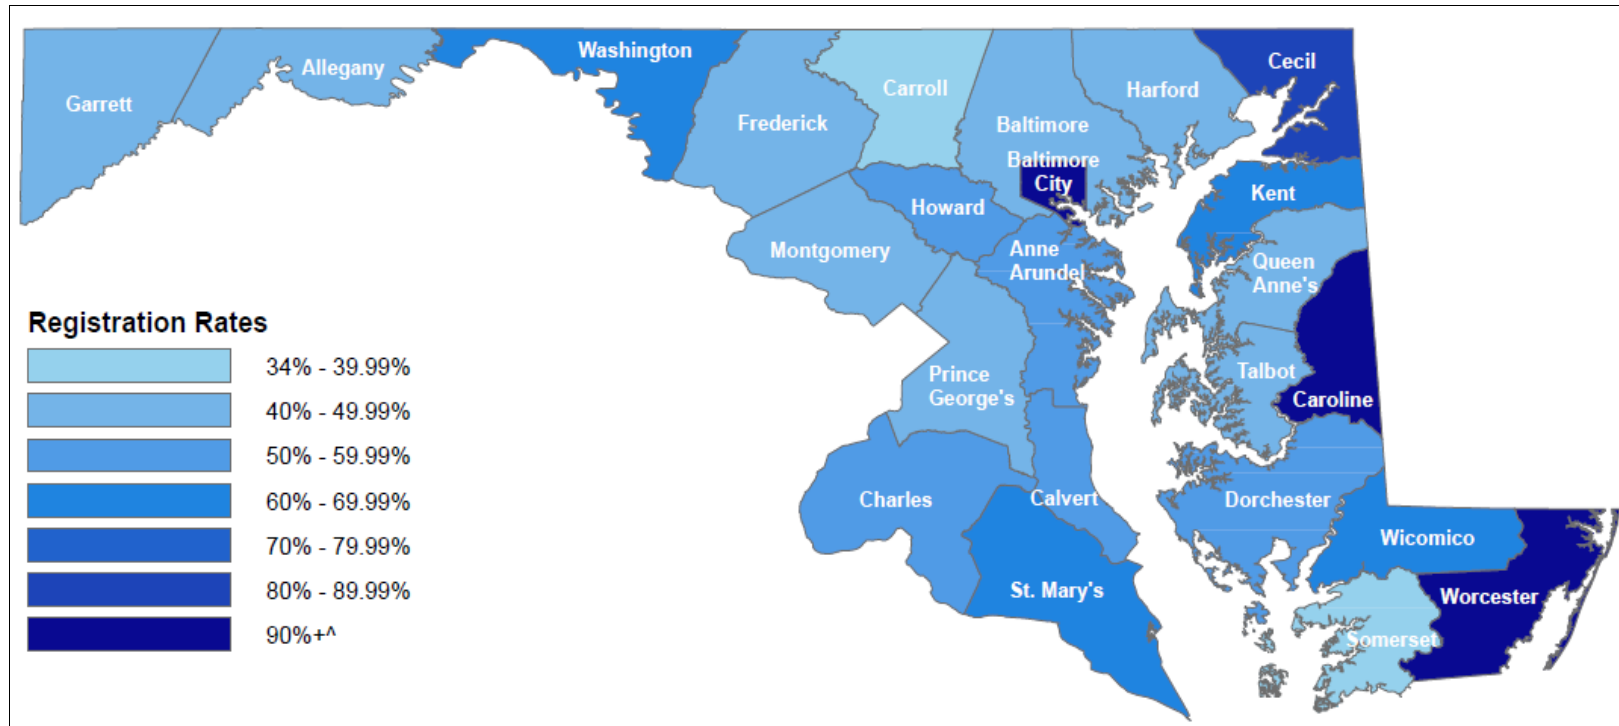 Washington
Cecil
Allegany
Carroll
Harford
Garrett
Frederick
Baltimore
Baltimore
City
Kent
Howard
Montgomery
Anne
Arundel
Queen
Anne's
Registration Rates
34% - 39.99%
40% - 49.99%
50% - 59.99%
60% - 69.99%
70% - 79.99%
80% - 89.99%
90%+^
Prince
George's
Talbot
Caroline
Charles
Calvert
Dorchester
Wicomico
St. Mary's
Worcester
Somerset